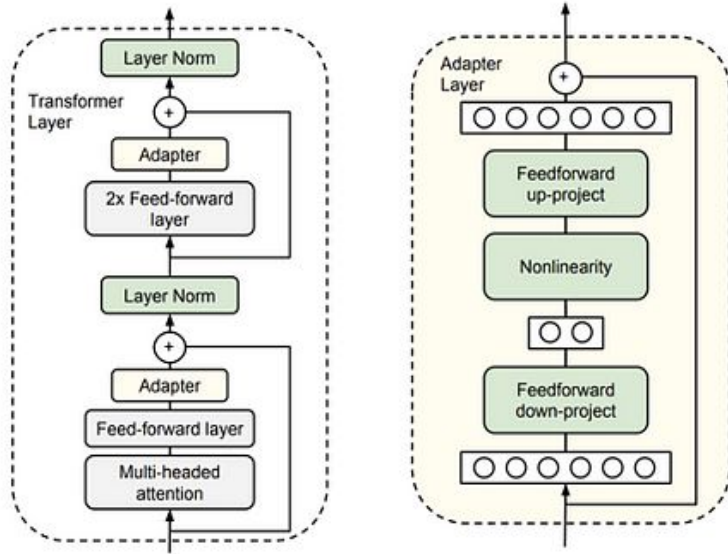 Layer Norm
Transformer
Layer
+
Adapter
2x Feed-forward
layer
Layer Norm
+
Adapter
Feed-forward layer
Multi-headed
attention
Adapter
Layer
+
Feedforward
up-project
Nonlinearity
Feedforward
down-project